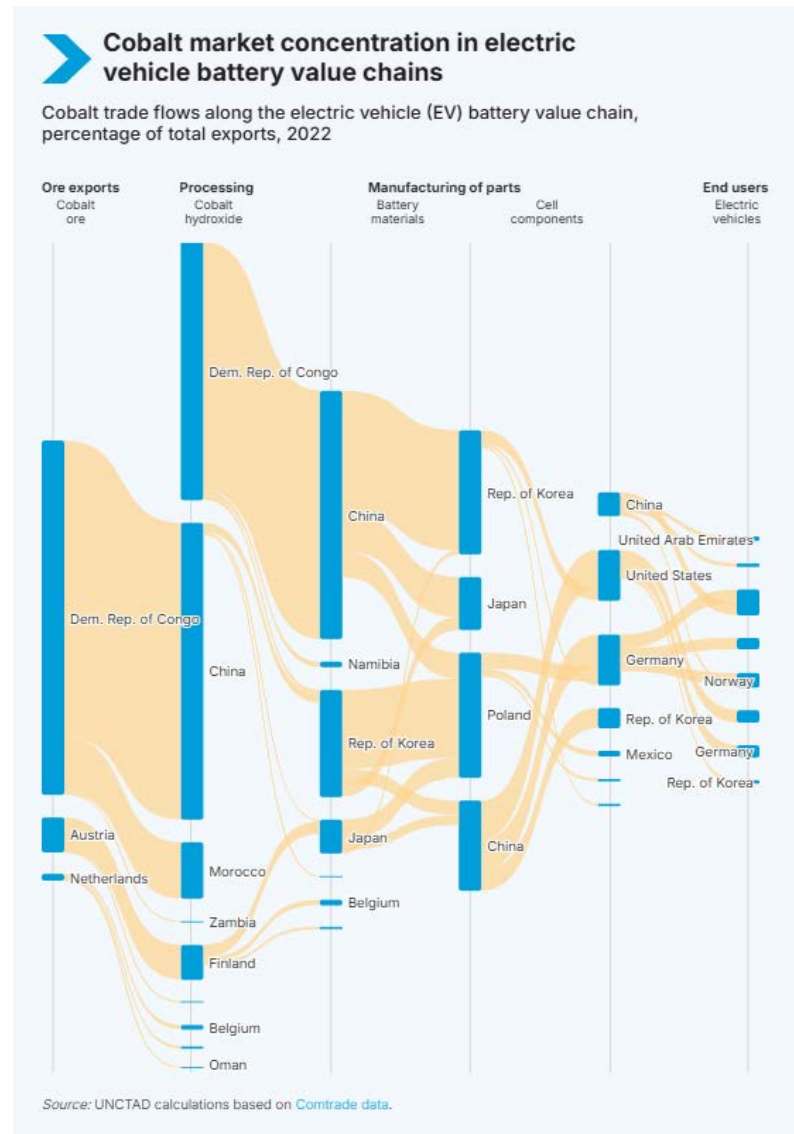 Cobalt market concentration in electric
vehicle battery value chains
Cobalt trade flows along the electric vehicle (EV) battery value chain,
percentage of total exports, 2022
Ore exports
Processing
Manufacturing of parts
End users
Cobalt
ore
Cobalt
hydroxide
Battery
materials
Cell
components
Electric
vehicles
Dem. Rep. of Congo
Austria
Netherlands
Dem. Rep. of Congo
China
Morocco
Zambia
Finland
Belgium
Oman
China
Namibia
Rep. of Korea
Japan
Belgium
Rep. of Korea
Japan
Poland
China
China
United States
Germany
Rep. of Korea
Mexico
United Arab Emirates
Norway
Germany
Rep. of Korea
Source: UNCTAD calculations based on Comtrade data.